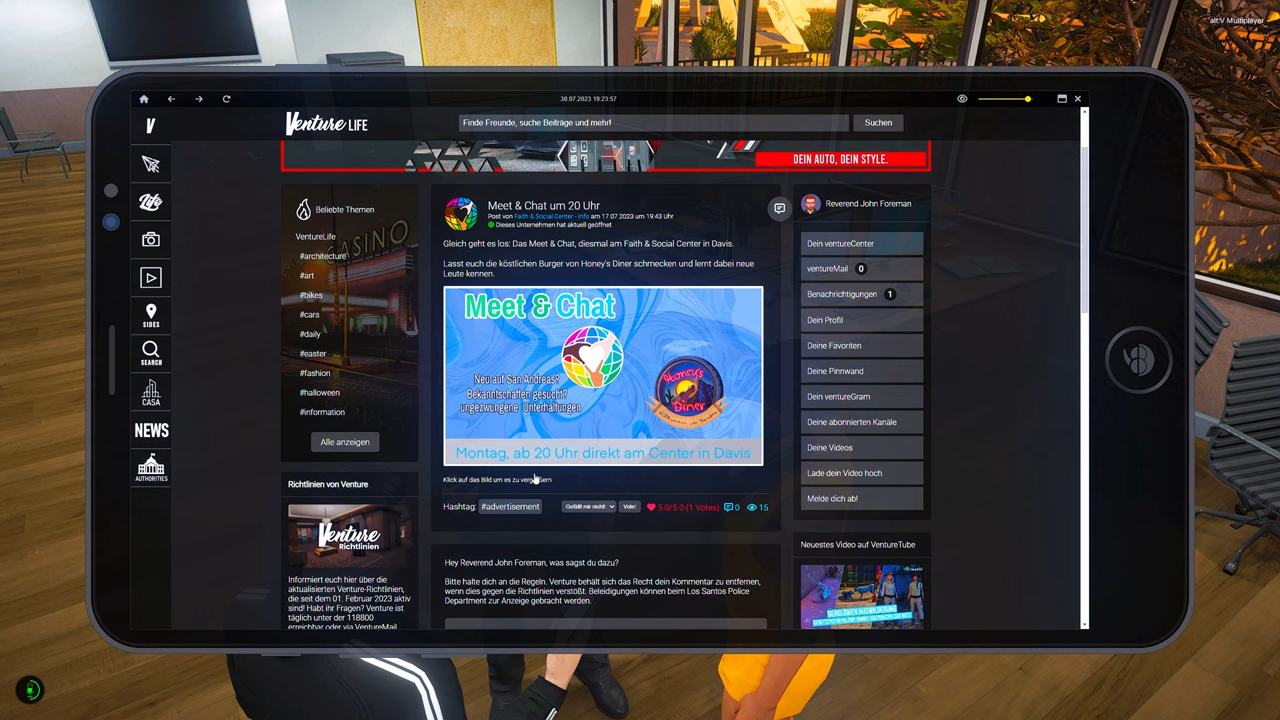 alt:V Multiplayer
30.07.2023 19:23:57
Venture LIFE
Finde Freunde, suche Beiträge und mehr!
Suchen
DEIN AUTO, DEIN STYLE.
V
Life
SIDES
SEARCH
CASA
NEWS
AUTHORITIES
Beliebte Themen
VentureLife
#architecture
#art
#bikes
#cars
#daily
#easter
#fashion
#halloween
#information
Alle anzeigen
CASINO
Richtlinien von Venture
Venture
Richtlinien
Informiert euch hier über die
aktualisierten Venture-Richtlinien,
die seit dem 01. Februar 2023 aktiv
sind! Habt ihr Fragen? Venture ist
täglich unter der 118800
erreichbar oder via VentureMail
Meet & Chat um 20 Uhr
Post von Faith & Social Center - Info am 17.07.2023 um 19:43 Uhr
Dieses Unternehmen hat aktuell geöffnet
Gleich geht es los: Das Meet & Chat, diesmal am Faith & Social Center in Davis.
Lasst euch die köstlichen Burger von Honey's Diner schmecken und lernt dabei neue
Leute kennen.
Meet & Chat
Neu auf San Andreas?
Bekanntschaften gesucht?
ungezwungene Unterhaltungen
Honey's
Diner
Montag, ab 20 Uhr direkt am Center in Davis
Klick auf das Bild um es zu vergrößern
Hashtag: #advertisement
Gefällt mir nicht!
Vote!
5.0/5.0 (1 Votes)
0
15
Hey Reverend John Foreman, was sagst du dazu?
Bitte halte dich an die Regeln. Venture behält sich das Recht dein Kommentar zu entfernen,
wenn dies gegen die Richtlinien verstößt. Beleidigungen können beim Los Santos Police
Department zur Anzeige gebracht werden.
Reverend John Foreman
Dein ventureCenter
ventureMail 0
Benachrichtigungen 1
Dein Profil
Deine Favoriten
Deine Pinnwand
Dein ventureGram
Deine abonnierten Kanäle
Deine Videos
Lade dein Video hoch
Melde dich ab!
Neuestes Video auf VentureTube